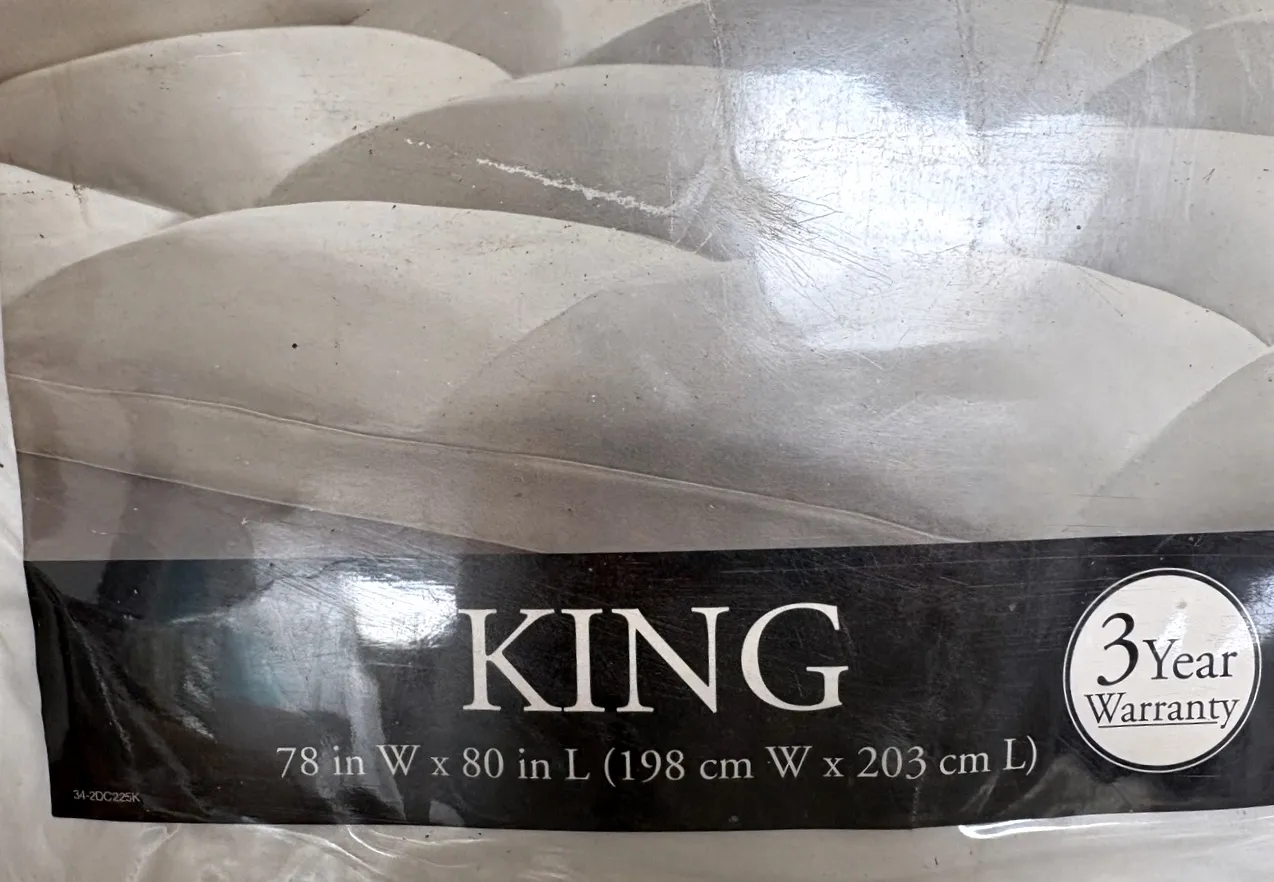 KING
3 Year
Warranty
78 in W x 80 in L (198 cm W x 203 cm L)
34-2DC225K